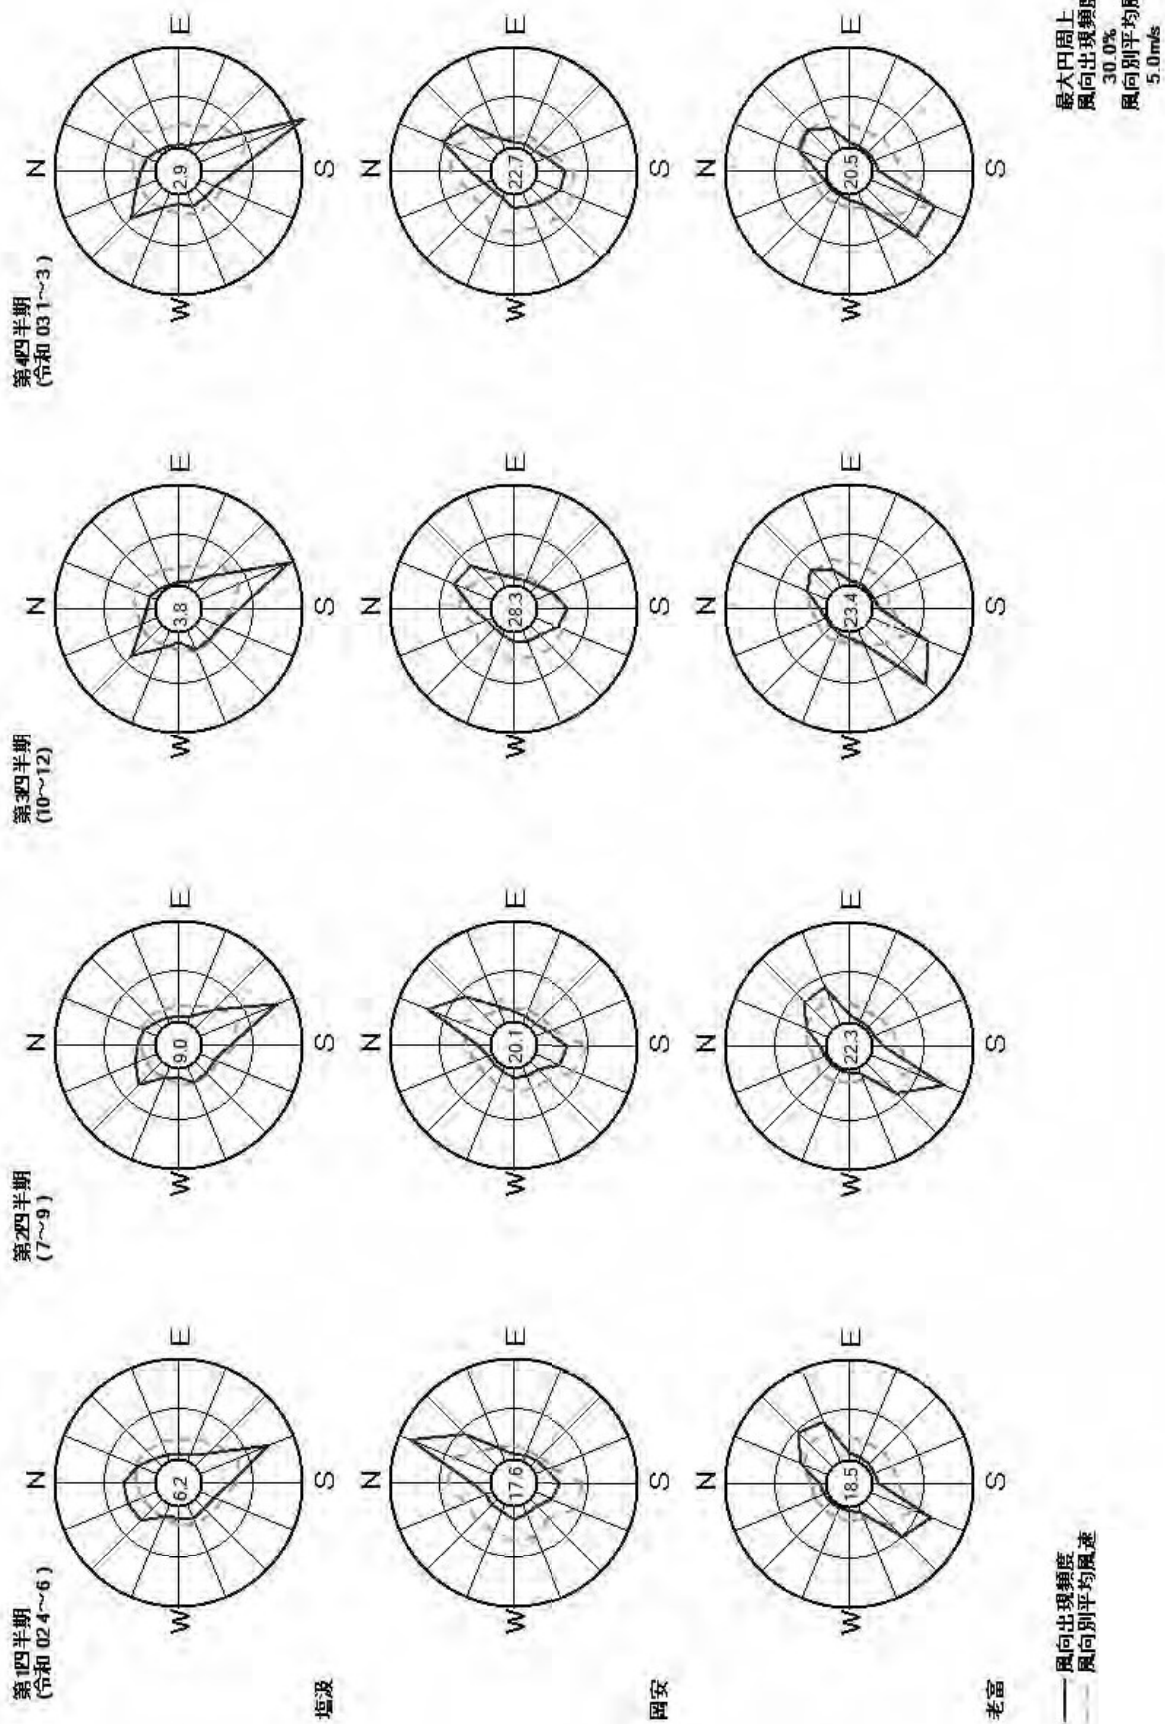 第1四半期
(令和 02 4～6 )
第2四半期
(7～9 )
第3四半期
(10～12)
第4四半期
(令和 03 1～3 )
N N N N
W 6.2 E W 9.0 E W 3.8 E W 2.9 E
塩汲 S S S S
N N N N
W 17.6 E W 20.1 E W 28.3 E W 22.7 E
岡安 S S S S
N N N N
W 18.5 E W 22.3 E W 23.4 E W 20.5 E
老富 S S S S
風向出現頻度
風向別平均風速
最大円周上
風向出現頻度
30.0%
風向別平均風
5.0m/s